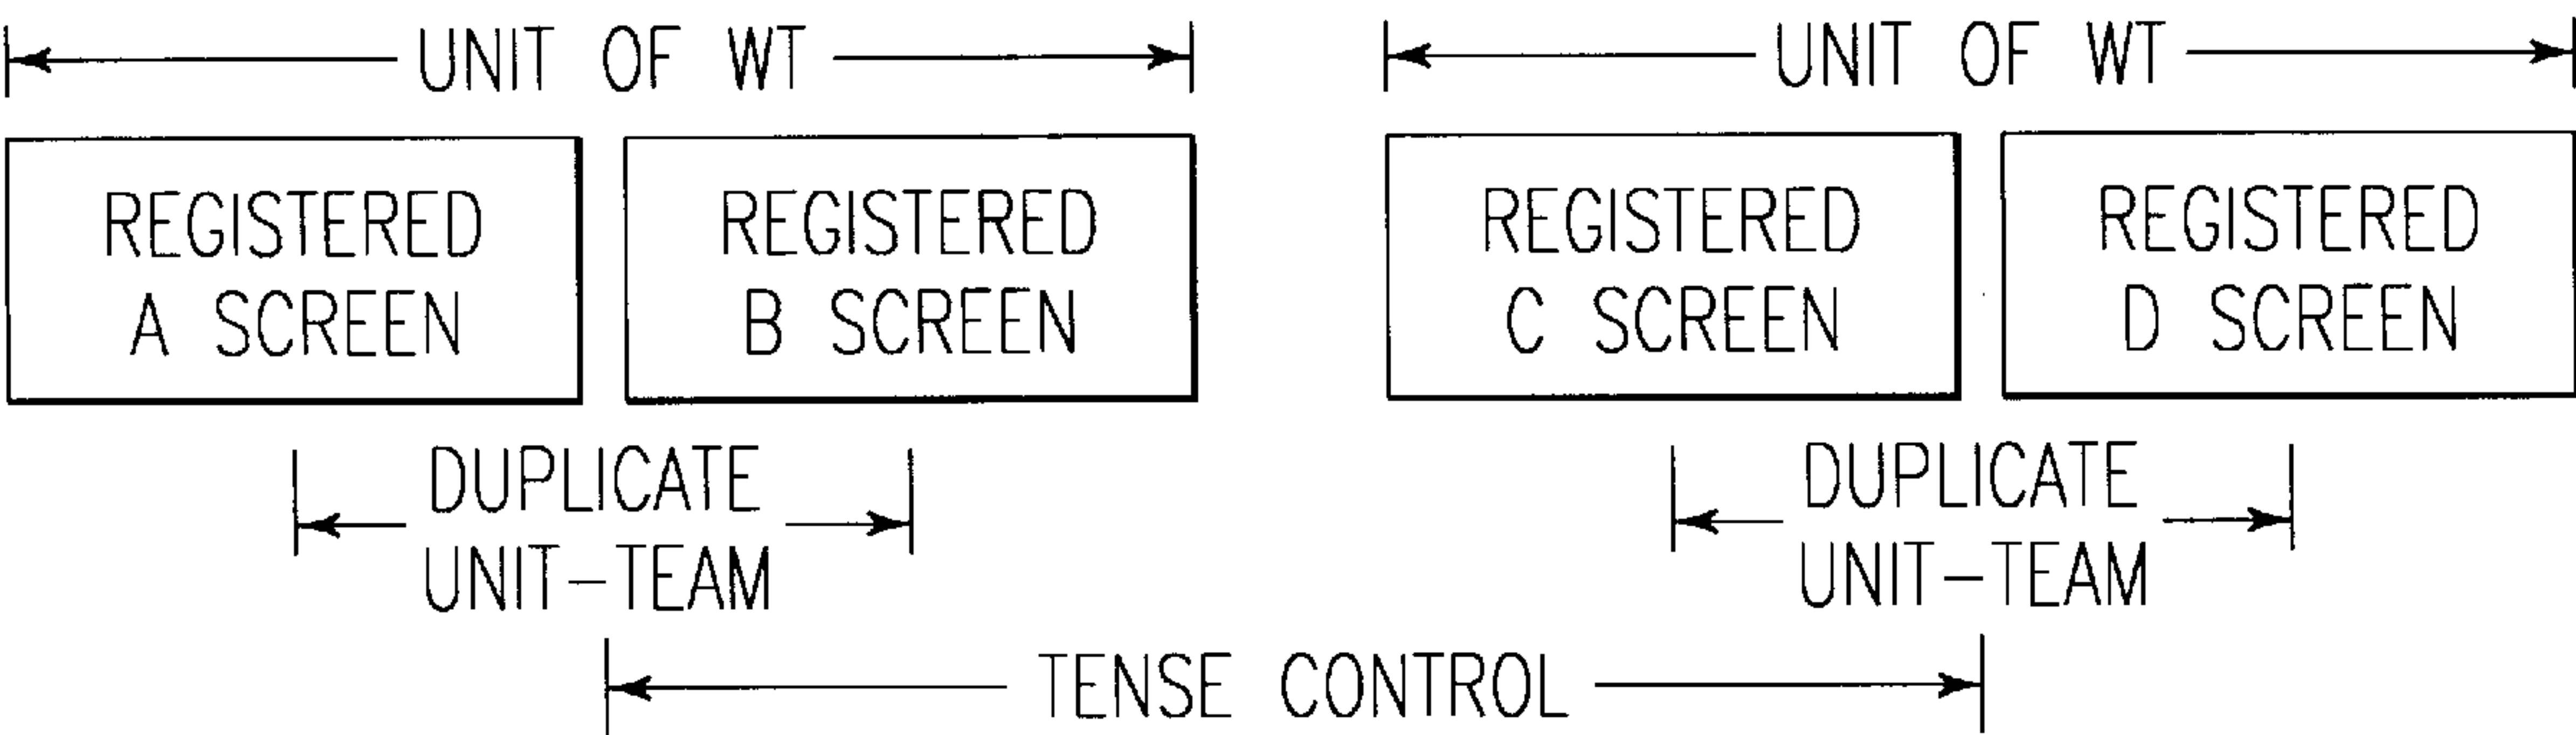 UNIT OF WT
UNIT OF WT
REGISTERED
A SCREEN
REGISTERED
B SCREEN
REGISTERED
C SCREEN
REGISTERED
D SCREEN
DUPLICATE
UNIT-TEAM
DUPLICATE
UNIT-TEAM
TENSE CONTROL